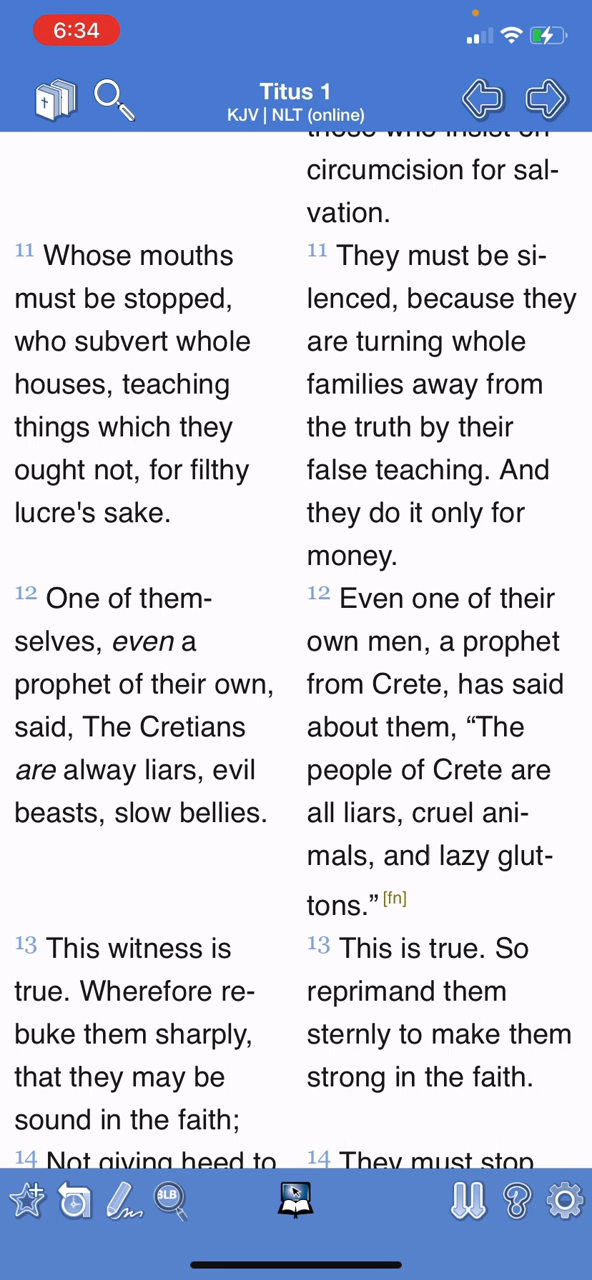 6:34
Titus 1
KJV | NLT (online)
those who insist on
circumcision for sal-
vation.
11 Whose mouths
must be stopped,
who subvert whole
houses, teaching
things which they
ought not, for filthy
lucre's sake.
11 They must be si-
lenced, because they
are turning whole
families away from
the truth by their
false teaching. And
they do it only for
money.
12 One of them-
selves, even a
prophet of their own,
said, The Cretians
are alway liars, evil
beasts, slow bellies.
12 Even one of their
own men, a prophet
from Crete, has said
about them, “The
people of Crete are
all liars, cruel ani-
mals, and lazy glut-
tons.” [fn]
13 This witness is
true. Wherefore re-
buke them sharply,
that they may be
sound in the faith;
13 This is true. So
reprimand them
sternly to make them
strong in the faith.
14 Not giving heed to
14 They must stop
BLB